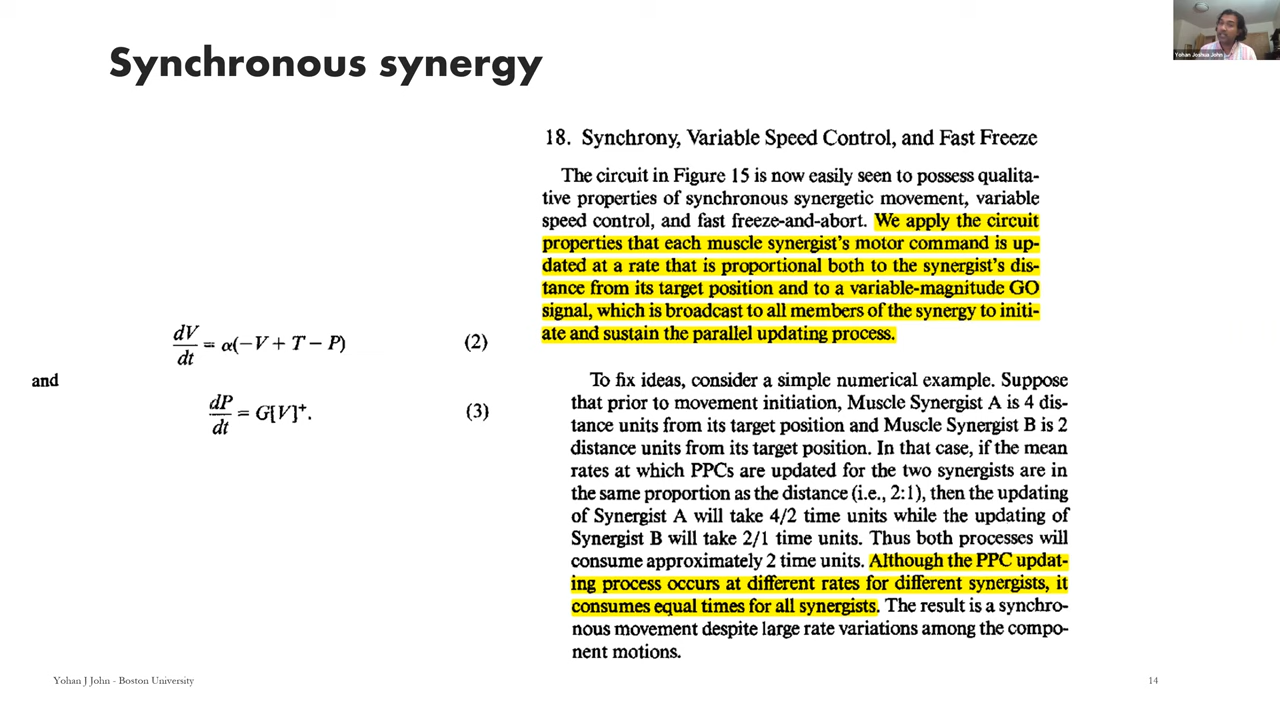 Synchronous synergy
Yohan Joshua John
18. Synchrony, Variable Speed Control, and Fast Freeze
The circuit in Figure 15 is now easily seen to possess qualita-
tive properties of synchronous synergetic movement, variable
speed control, and fast freeze-and-abort. We apply the circuit
properties that each muscle synergist's motor command is up-
dated at a rate that is proportional both to the synergist's dis-
tance from its target position and to a variable-magnitude GO
signal, which is broadcast to all members of the synergy to initi-
ate and sustain the parallel updating process.
dV/dt = α(-V + T - P) (2)
and
dP/dt = G[V]⁺. (3)
To fix ideas, consider a simple numerical example. Suppose
that prior to movement initiation, Muscle Synergist A is 4 dis-
tance units from its target position and Muscle Synergist B is 2
distance units from its target position. In that case, if the mean
rates at which PPCs are updated for the two synergists are in
the same proportion as the distance (i.e., 2:1), then the updating
of Synergist A will take 4/2 time units while the updating of
Synergist B will take 2/1 time units. Thus both processes will
consume approximately 2 time units. Although the PPC updat-
ing process occurs at different rates for different synergists, it
consumes equal times for all synergists. The result is a synchro-
nous movement despite large rate variations among the compo-
nent motions.
Yohan J John - Boston University
14